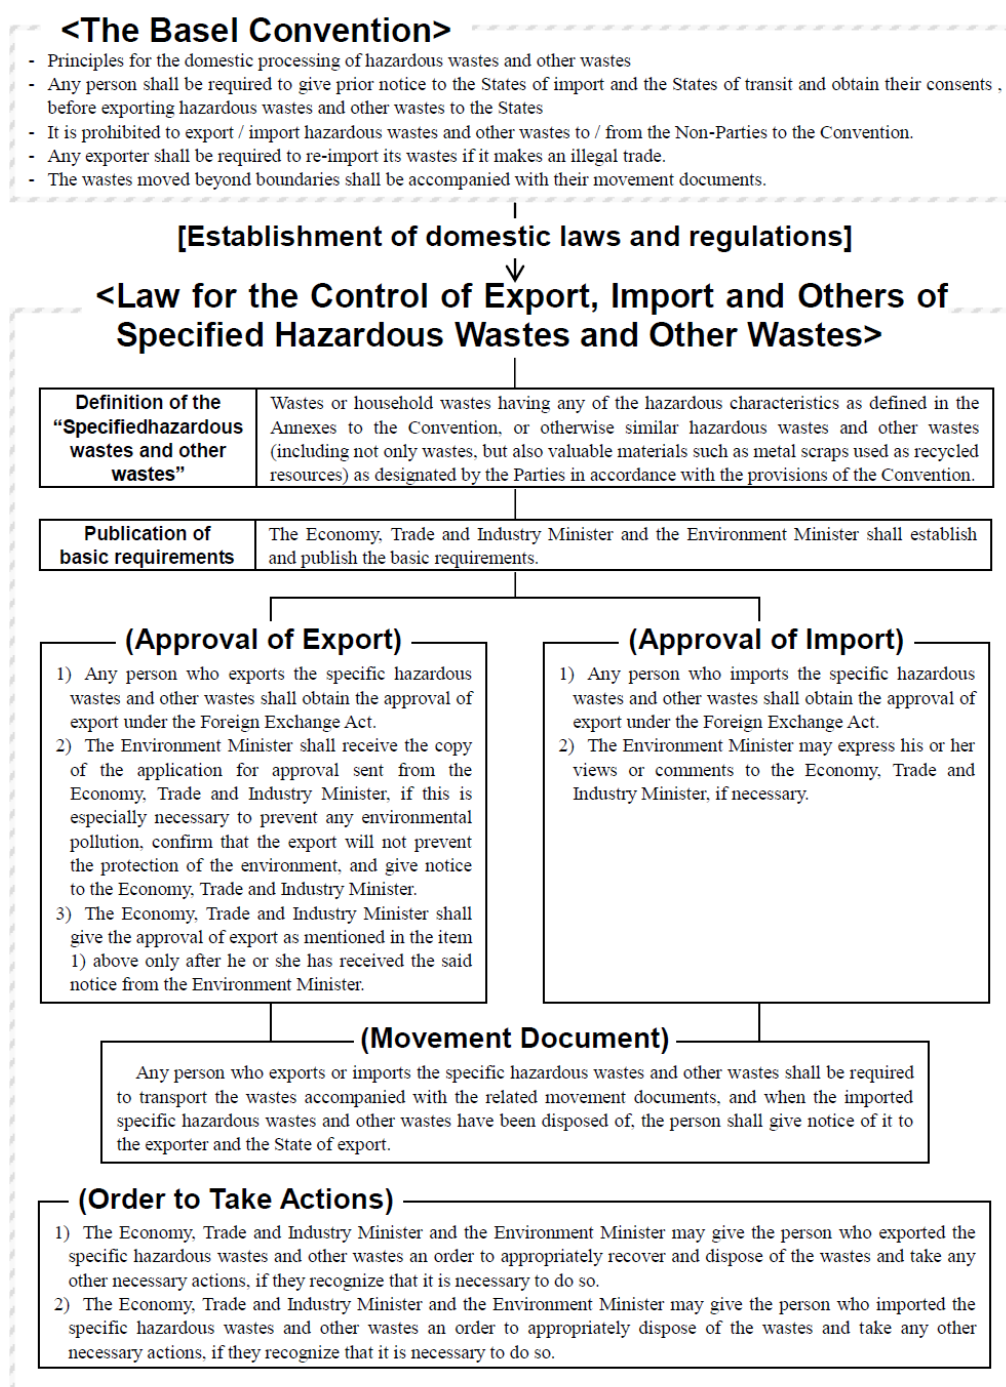 <The Basel Convention>
- Principles for the domestic processing of hazardous wastes and other wastes
- Any person shall be required to give prior notice to the States of import and the States of transit and obtain their consents ,
before exporting hazardous wastes and other wastes to the States
- It is prohibited to export / import hazardous wastes and other wastes to / from the Non-Parties to the Convention.
- Any exporter shall be required to re-import its wastes if it makes an illegal trade.
- The wastes moved beyond boundaries shall be accompanied with their movement documents.
[Establishment of domestic laws and regulations]
<Law for the Control of Export, Import and Others of
Specified Hazardous Wastes and Other Wastes>
Definition of the
“Specifiedhazardous
wastes and other
wastes”
Wastes or household wastes having any of the hazardous characteristics as defined in the
Annexes to the Convention, or otherwise similar hazardous wastes and other wastes
(including not only wastes, but also valuable materials such as metal scraps used as recycled
resources) as designated by the Parties in accordance with the provisions of the Convention.
Publication of
basic requirements
The Economy, Trade and Industry Minister and the Environment Minister shall establish
and publish the basic requirements.
(Approval of Export)
1) Any person who exports the specific hazardous
wastes and other wastes shall obtain the approval of
export under the Foreign Exchange Act.
2) The Environment Minister shall receive the copy
of the application for approval sent from the
Economy, Trade and Industry Minister, if this is
especially necessary to prevent any environmental
pollution, confirm that the export will not prevent
the protection of the environment, and give notice
to the Economy, Trade and Industry Minister.
3) The Economy, Trade and Industry Minister shall
give the approval of export as mentioned in the item
1) above only after he or she has received the said
notice from the Environment Minister.
(Approval of Import)
1) Any person who imports the specific hazardous
wastes and other wastes shall obtain the approval of
export under the Foreign Exchange Act.
2) The Environment Minister may express his or her
views or comments to the Economy, Trade and
Industry Minister, if necessary.
(Movement Document)
Any person who exports or imports the specific hazardous wastes and other wastes shall be required
to transport the wastes accompanied with the related movement documents, and when the imported
specific hazardous wastes and other wastes have been disposed of, the person shall give notice of it to
the exporter and the State of export.
(Order to Take Actions)
1) The Economy, Trade and Industry Minister and the Environment Minister may give the person who exported the
specific hazardous wastes and other wastes an order to appropriately recover and dispose of the wastes and take any
other necessary actions, if they recognize that it is necessary to do so.
2) The Economy, Trade and Industry Minister and the Environment Minister may give the person who imported the
specific hazardous wastes and other wastes an order to appropriately dispose of the wastes and take any other
necessary actions, if they recognize that it is necessary to do so.